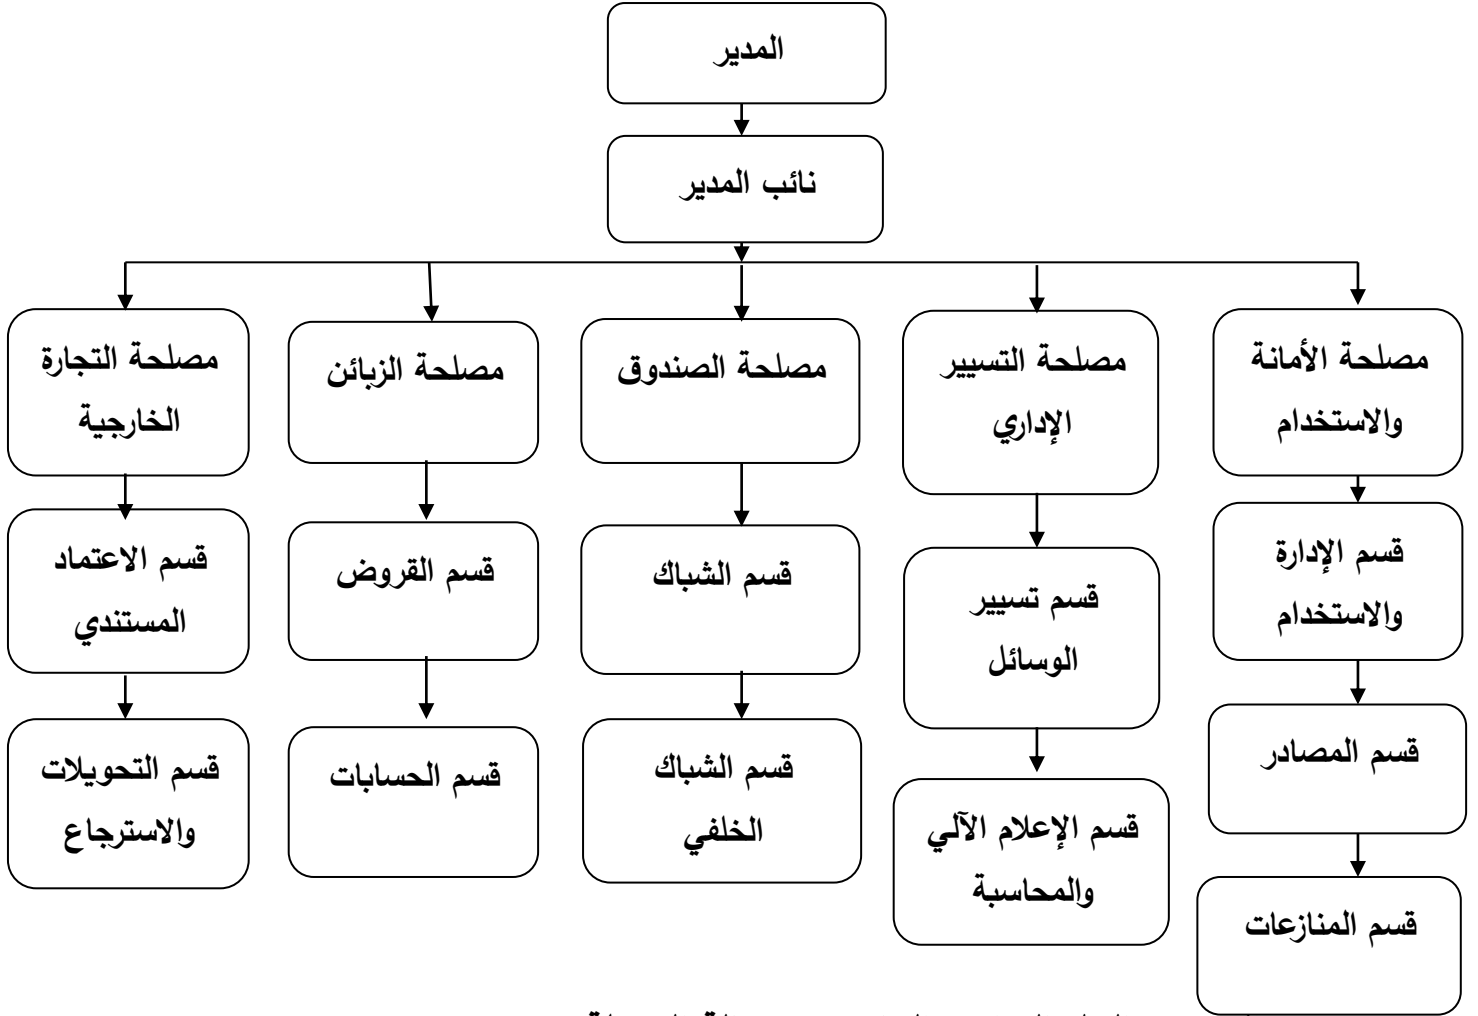 المدير
نائب المدير
مصلحة الأمانة
والاستخدام
مصلحة التسيير
الإداري
مصلحة الصندوق
مصلحة الزبائن
مصلحة التجارة
الخارجية
قسم الإدارة
والاستخدام
قسم تسيير
الوسائل
قسم الشباك
قسم القروض
قسم الاعتماد
المستندي
قسم المصادر
قسم الإعلام الآلي
والمحاسبة
قسم الشباك
الخلفي
قسم الحسابات
قسم التحويلات
والاسترجاع
قسم المنازعات